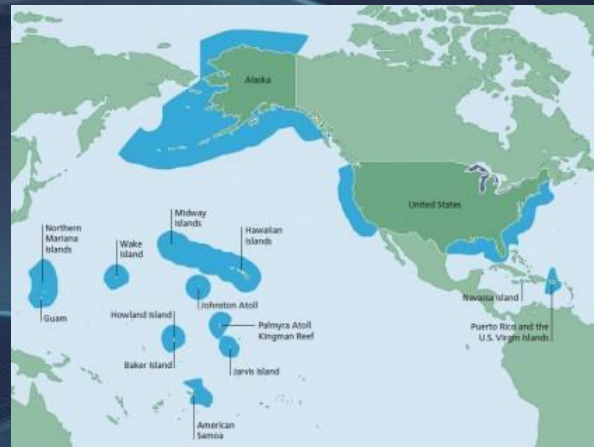 Alaska
United States
Northern
Mariana
Islands
Wake
Island
Midway
Islands
Hawaiian
Islands
Guam
Howland Island
Johnston Atoll
Navassa Island
Palmyra Atoll
Kingman Reef
Puerto Rico and the
U.S. Virgin Islands
Baker Island
Jarvis Island
American
Samoa